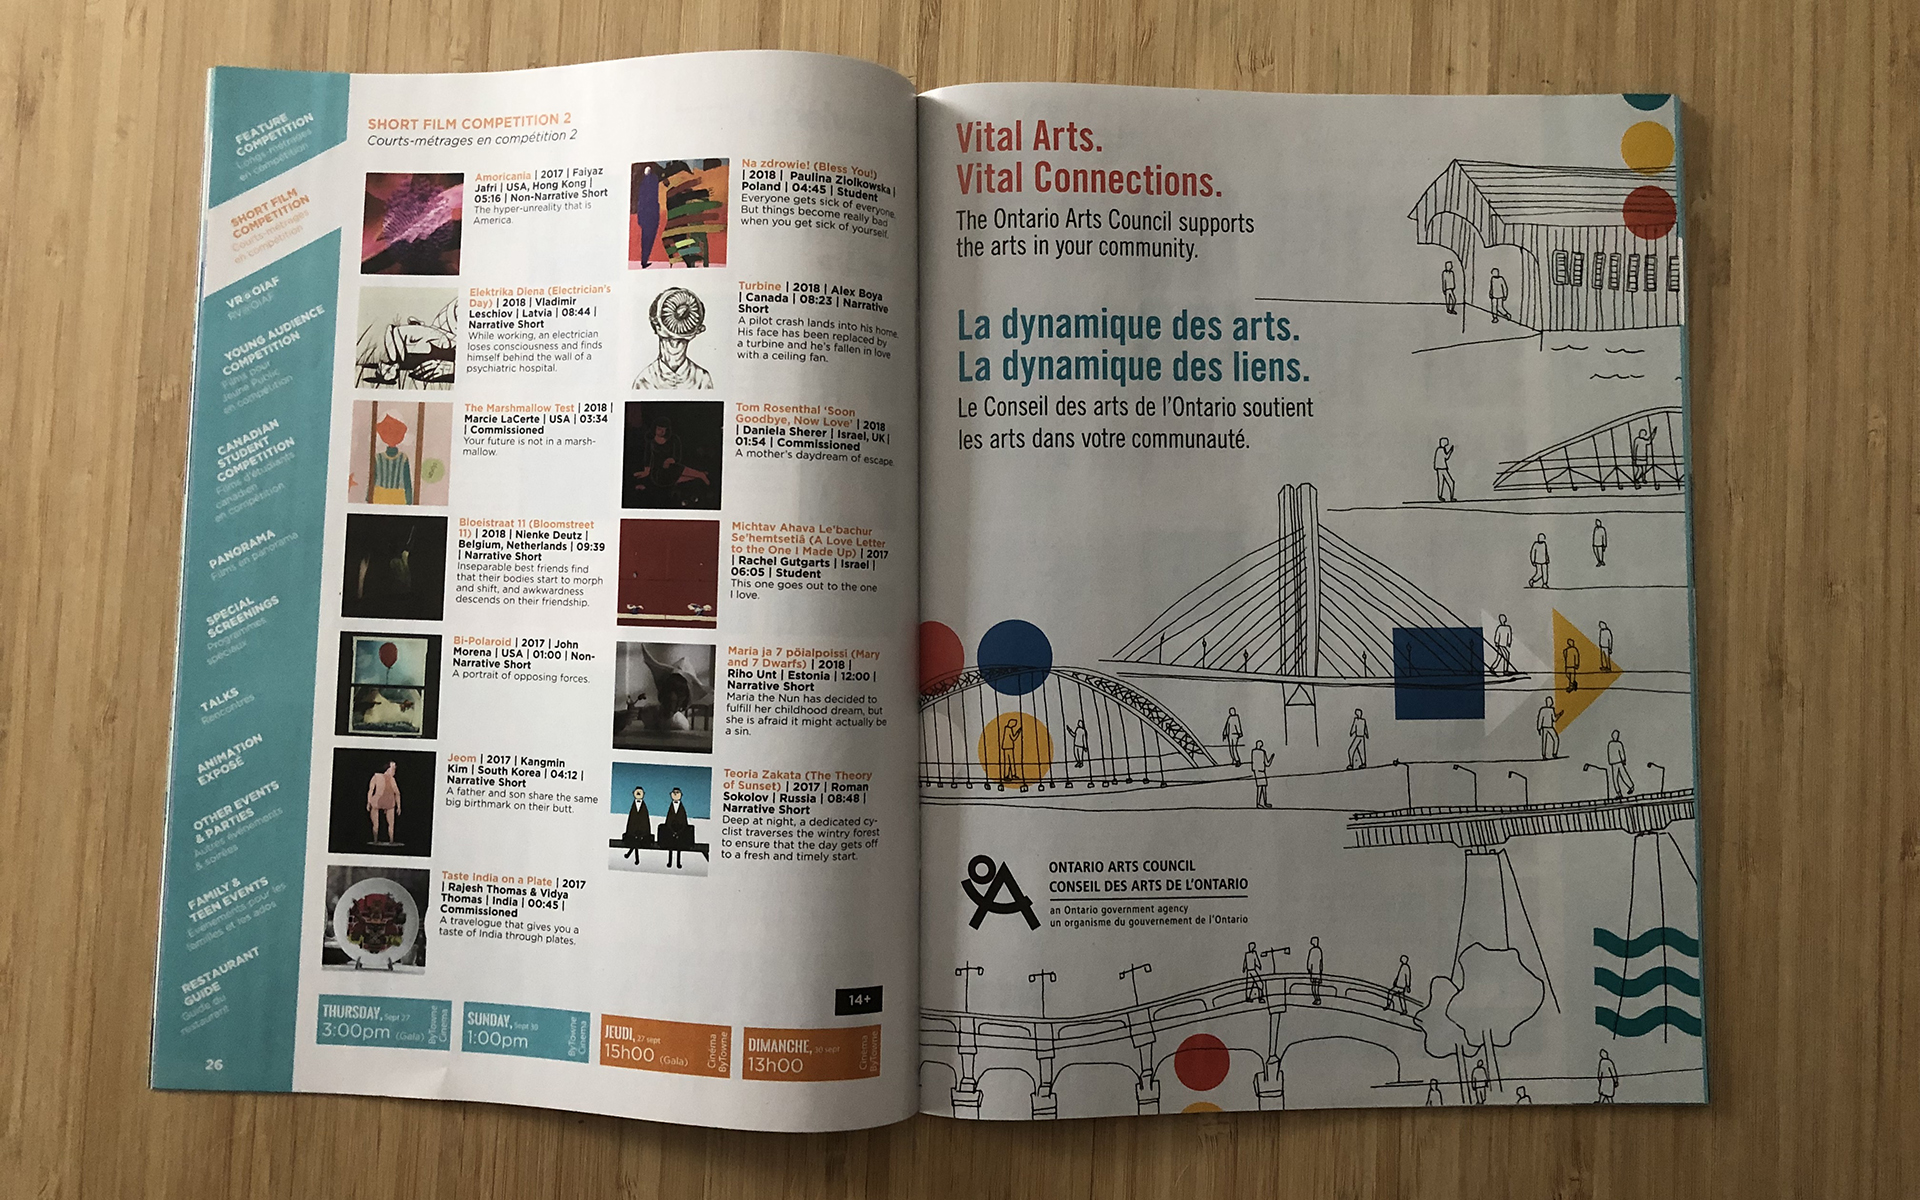 FEATURE
COMPETITION
Longs-métrages
en compétition
SHORT FILM
COMPETITION
Courts-métrages
en compétition
VR@OIAF
RV@OIAF
YOUNG AUDIENCE
COMPETITION
Films pour
Jeune Public
en compétition
CANADIAN
STUDENT
COMPETITION
Films d'étudiants
canadien
en compétition
PANORAMA
Films en panorama
SPECIAL
SCREENINGS
Programmes
spéciaux
TALKS
Rencontres
ANIMATION
EXPOSÉ
OTHER EVENTS
& PARTIES
Autres événements
& soirées
FAMILY &
TEEN EVENTS
Événements pour les
familles et los ados
RESTAURANT
GUIDE
Guide du
restaurant
26
SHORT FILM COMPETITION 2
Courts-métrages en compétition 2
Amoricania | 2017 | Faiyaz
Jafri | USA, Hong Kong |
05:16 | Non-Narrative Short
The hyper-unreality that is
America.
Elektrika Diena (Electrician's
Day) | 2018 | Vladimir
Leschiov | Latvia | 08:44 |
Narrative Short
While working, an electrician
loses consciousness and finds
himself behind the wall of a
psychiatric hospital.
The Marshmallow Test | 2018 |
Marcie LaCerte | USA | 03:34
| Commissioned
Your future is not in a marsh-
mallow.
Bloeistraat 11 (Bloomstreet
11) | 2018 | Nienke Deutz |
Belgium, Netherlands | 09:39
| Narrative Short
Inseparable best friends find
that their bodies start to morph
and shift, and awkwardness
descends on their friendship.
Bi-Polaroid | 2017 | John
Morena | USA | 01:00 | Non-
Narrative Short
A portrait of opposing forces.
Jeom | 2017 | Kangmin
Kim | South Korea | 04:12 |
Narrative Short
A father and son share the same
big birthmark on their butt.
Taste India on a Plate | 2017
| Rajesh Thomas & Vidya
Thomas | India | 00:45 |
Commissioned
A travelogue that gives you a
taste of India through plates.
Na zdrowie! (Bless You!)
| 2018 | Paulina Ziolkowska |
Poland | 04:45 | Student
Everyone gets sick of everyone.
But things become really bad
when you get sick of yourself.
Turbine | 2018 | Alex Boya
| Canada | 08:23 | Narrative
Short
A pilot crash lands into his home.
His face has been replaced by
a turbine and he's fallen in love
with a ceiling fan.
Tom Rosenthal 'Soon
Goodbye, Now Love' | 2018
| Daniela Sherer | Israel, UK |
01:54 | Commissioned
A mother's daydream of escape
Michtav Ahava Le'bachur
Se'hemtsetiâ (A Love Letter
to the One I Made Up) | 2017
| Rachel Gutgarts | Israel |
06:05 | Student
This one goes out to the one
I love.
Maria ja 7 pöialpoissi (Mary
and 7 Dwarfs) | 2018 |
Riho Unt | Estonia | 12:00 |
Narrative Short
Maria the Nun has decided to
fulfill her childhood dream, but
she is afraid it might actually be
a sin.
Teoria Zakata (The Theory
of Sunset) | 2017 | Roman
Sokolov | Russia | 08:48 |
Narrative Short
Deep at night, a dedicated cy-
clist traverses the wintry forest
to ensure that the day gets off
to a fresh and timely start.
14+
THURSDAY, Sept 27
3:00pm (Gala)
ByTowne
Cinema
SUNDAY, Sept 30
1:00pm
ByTowne
Cinema
JEUDI, 27 sept
15h00 (Gala)
Cinéma
ByTowne
DIMANCHE, 30 sept
13h00
Cinéma
ByTowne
Vital Arts.
Vital Connections.
The Ontario Arts Council supports
the arts in your community.
La dynamique des arts.
La dynamique des liens.
Le Conseil des arts de l'Ontario soutient
les arts dans votre communauté.
ONTARIO ARTS COUNCIL
CONSEIL DES ARTS DE L'ONTARIO
an Ontario government agency
un organisme du gouvernement de l'Ontario